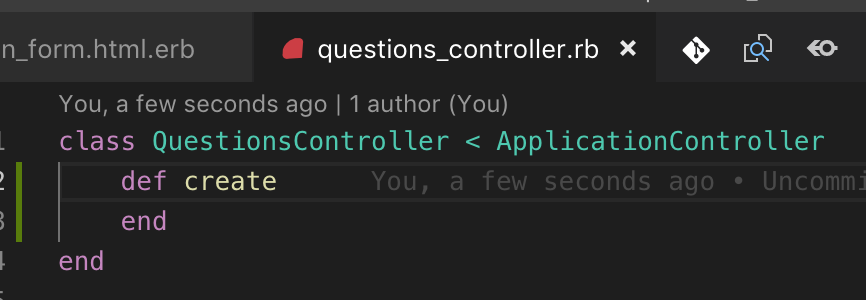 n_form.html.erb questions_controller.rb ×
You, a few seconds ago | 1 author (You)
1 class QuestionsController < ApplicationController
2 def create You, a few seconds ago • Uncommi
3 end
4 end
5